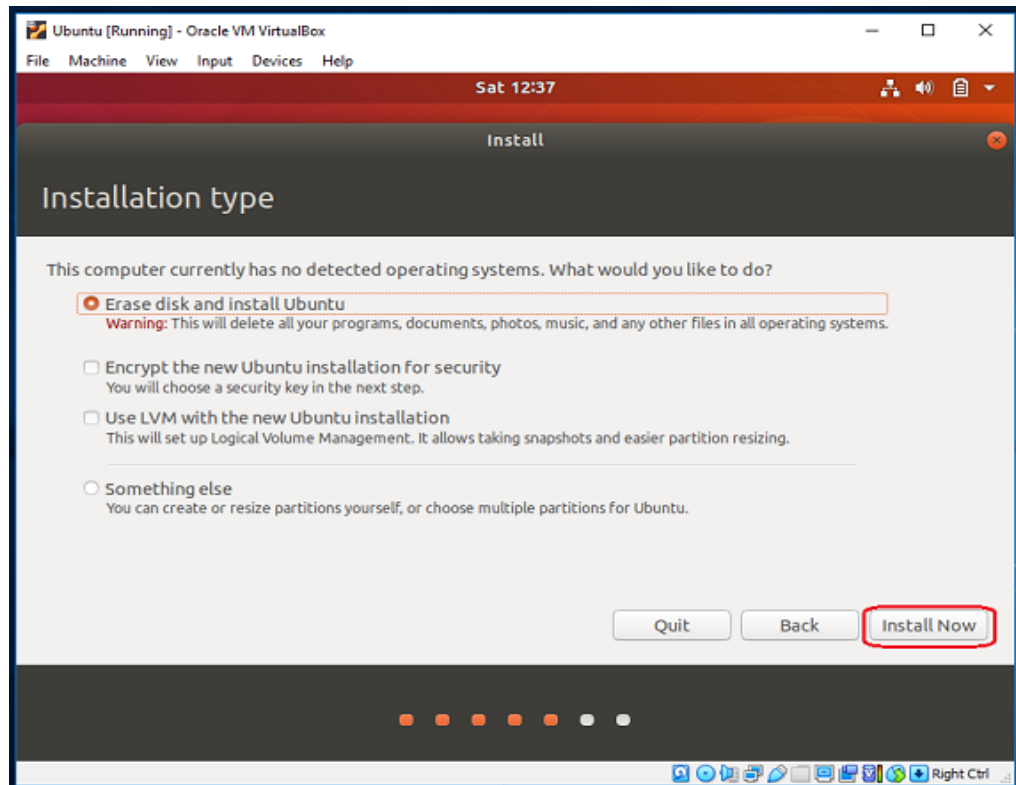 Ubuntu [Running] - Oracle VM VirtualBox
File Machine View Input Devices Help
Sat 12:37
Install
Installation type
This computer currently has no detected operating systems. What would you like to do?
Erase disk and install Ubuntu
Warning: This will delete all your programs, documents, photos, music, and any other files in all operating systems.
Encrypt the new Ubuntu installation for security
You will choose a security key in the next step.
Use LVM with the new Ubuntu installation
This will set up Logical Volume Management. It allows taking snapshots and easier partition resizing.
Something else
You can create or resize partitions yourself, or choose multiple partitions for Ubuntu.
Quit Back Install Now
Right Ctrl